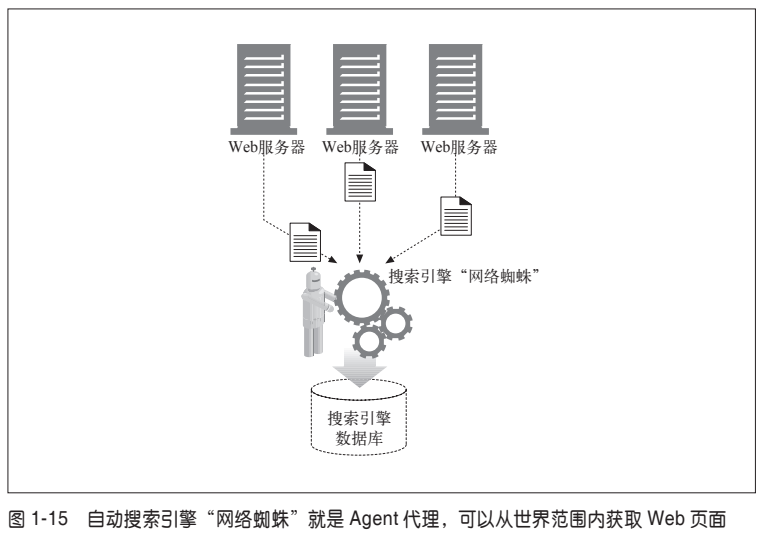 Web服务器 Web服务器 Web服务器
搜索引擎“网络蜘蛛”
搜索引擎
数据库
图 1-15 自动搜索引擎“网络蜘蛛”就是 Agent 代理，可以从世界范围内获取 Web 页面